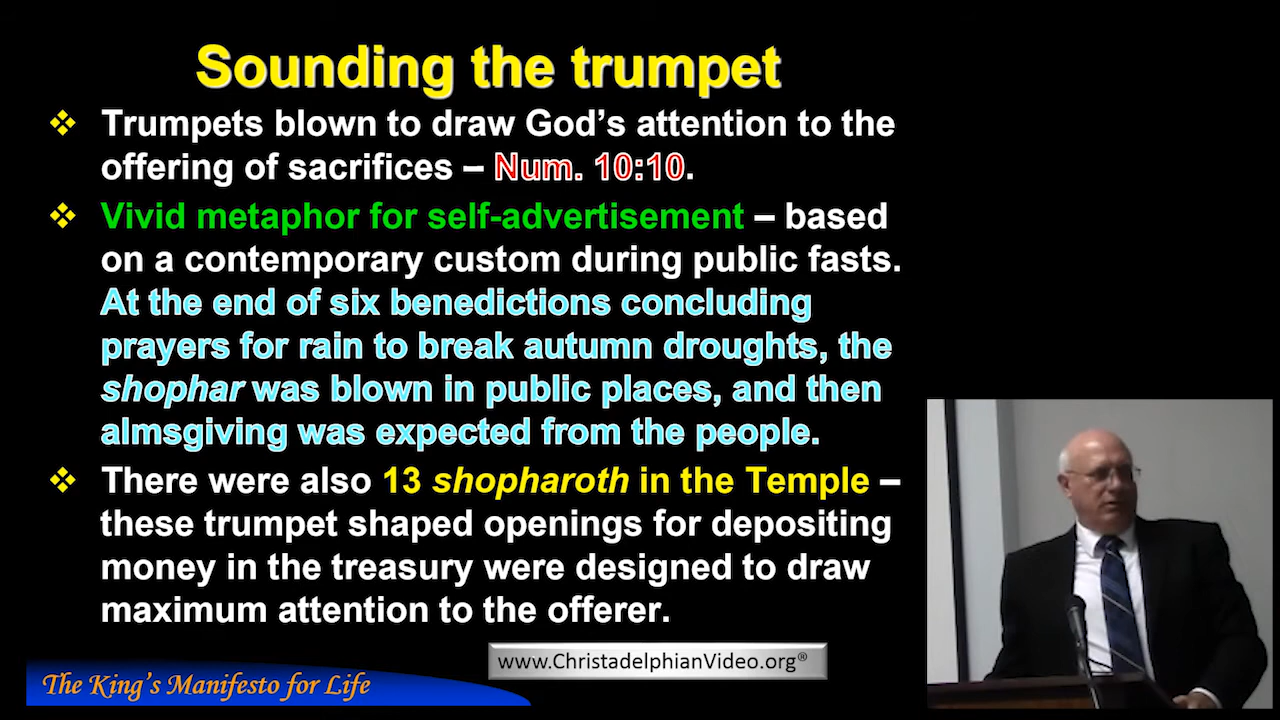 Sounding the trumpet
❖ Trumpets blown to draw God’s attention to the
offering of sacrifices – Num. 10:10.
❖ Vivid metaphor for self-advertisement – based
on a contemporary custom during public fasts.
At the end of six benedictions concluding
prayers for rain to break autumn droughts, the
shophar was blown in public places, and then
almsgiving was expected from the people.
❖ There were also 13 shopharoth in the Temple –
these trumpet shaped openings for depositing
money in the treasury were designed to draw
maximum attention to the offerer.
www.ChristadelphianVideo.org®
The King’s Manifesto for Life